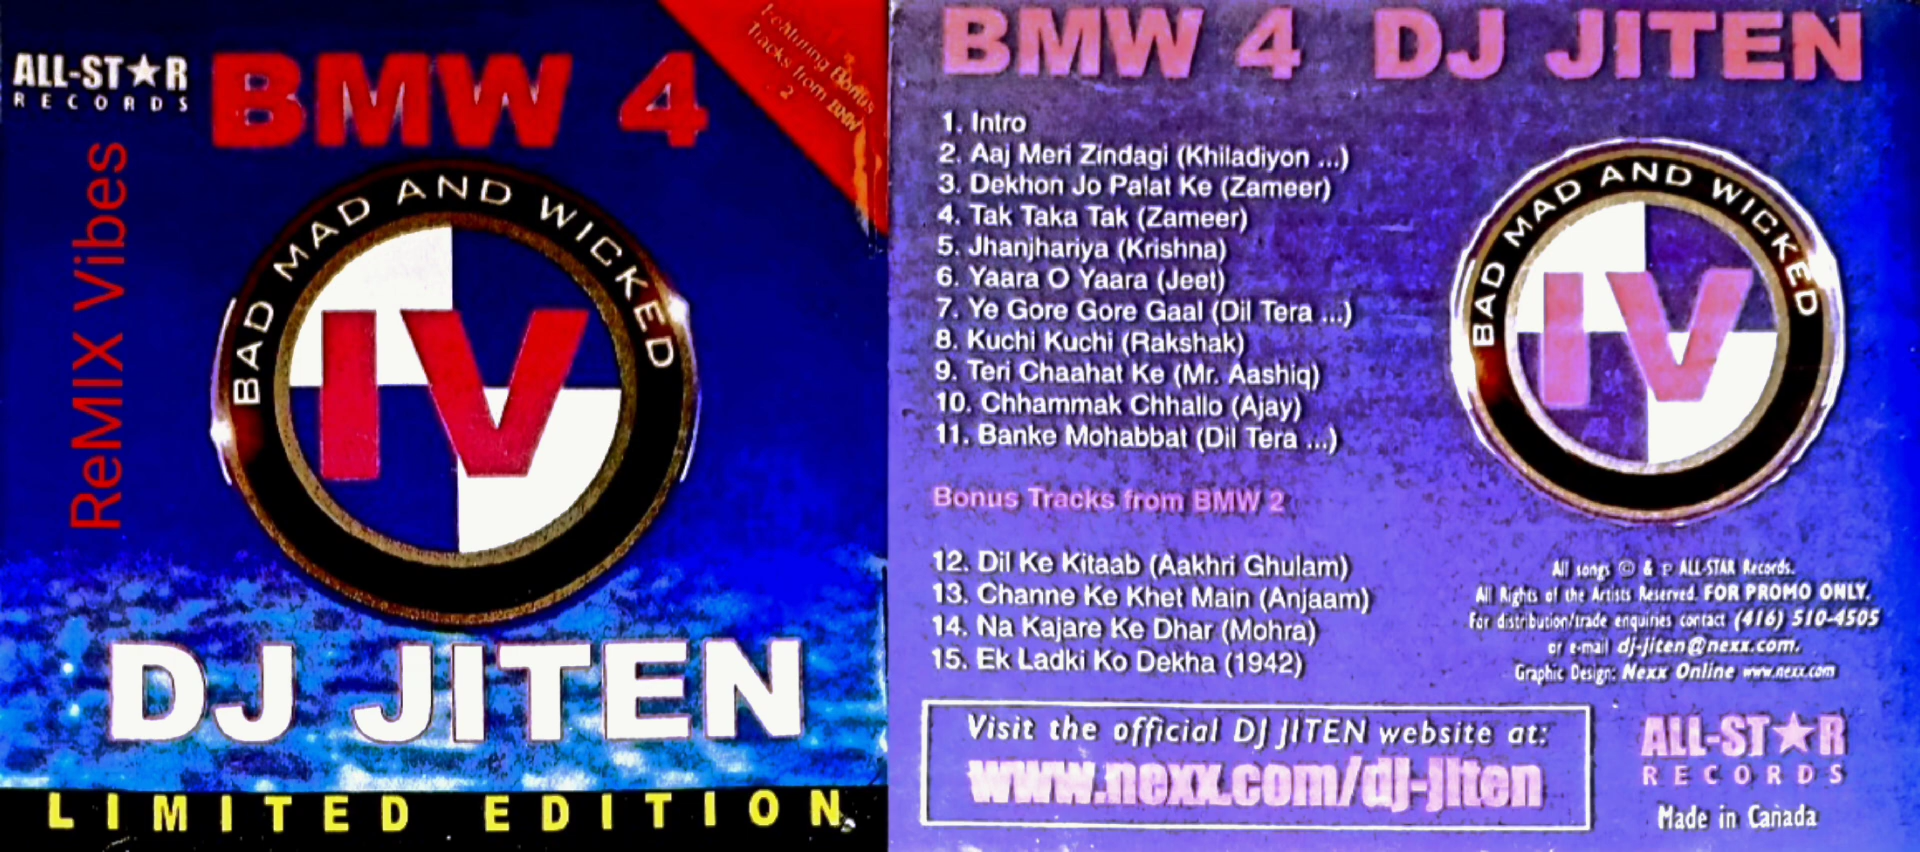 ALL-ST★R
RECORDS
BMW 4
Featuring Bonus
Tracks from BMW
2
ReMIX Vibes
BAD MAD AND WICKED
IV
DJ JITEN
LIMITED EDITION
BMW 4 DJ JITEN
1. Intro
2. Aaj Meri Zindagi (Khiladiyon ...)
3. Dekhon Jo Palat Ke (Zameer)
4. Tak Taka Tak (Zameer)
5. Jhanjhariya (Krishna)
6. Yaara O Yaara (Jeet)
7. Ye Gore Gore Gaal (Dil Tera ...)
8. Kuchi Kuchi (Rakshak)
9. Teri Chaahat Ke (Mr. Aashiq)
10. Chhammak Chhallo (Ajay)
11. Banke Mohabbat (Dil Tera ...)
BAD MAD AND WICKED
IV
Bonus Tracks from BMW 2
12. Dil Ke Kitaab (Aakhri Ghulam)
13. Channe Ke Khet Main (Anjaam)
14. Na Kajare Ke Dhar (Mohra)
15. Ek Ladki Ko Dekha (1942)
All songs © & P ALL-STAR Records.
All Rights of the Artists Reserved. FOR PROMO ONLY.
For distribution/trade enquiries contact (416) 510-4505
or e-mail dj-jiten@nexx.com.
Graphic Design: Nexx Online www.nexx.com
Visit the official DJ JITEN website at:
www.nexx.com/dj-jiten
ALL-ST★R
RECORDS
Made in Canada